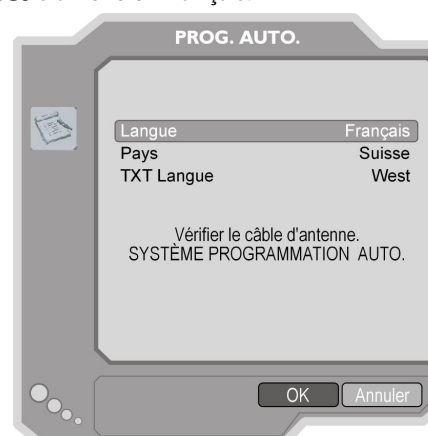 PROG. AUTO.
Langue Français
Pays Suisse
TXT Langue West
Vérifier le câble d'antenne.
SYSTÈME PROGRAMMATION AUTO.
OK Annuler